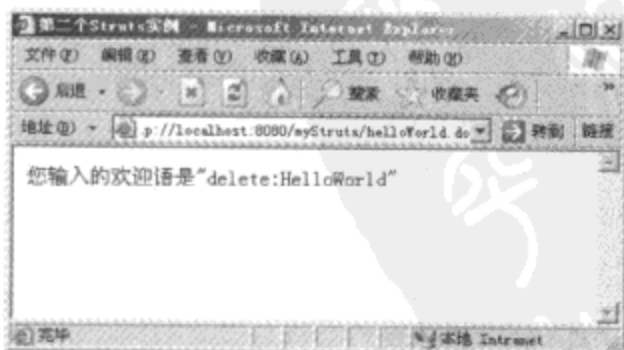 第二个Struts实例 - Microsoft Internet Explorer
文件(F) 编辑(E) 查看(V) 收藏(A) 工具(T) 帮助(H)
后退 搜索 收藏夹 »
地址(D) p://localhost:8080/myStruts/helloWorld.do 转到 链接
您输入的欢迎语是"delete:HelloWorld"
完毕 本地 Intranet